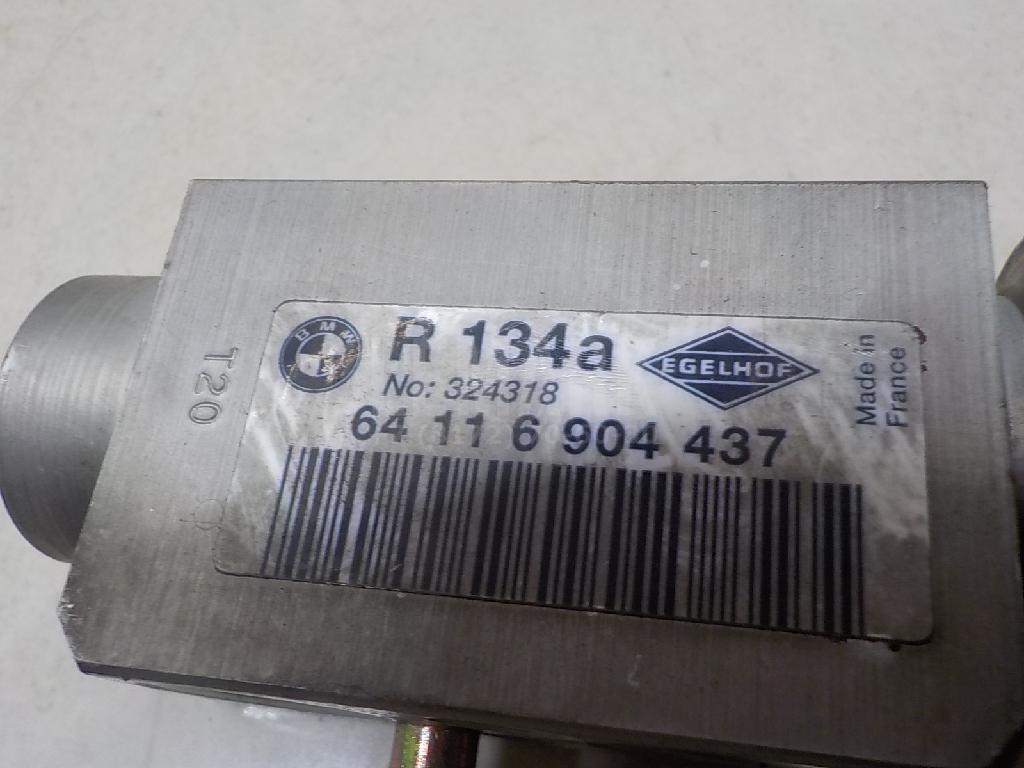 BMW
R 134a
EGELHOF
No: 324318
64 11 6 904 437
Made in
France
T20